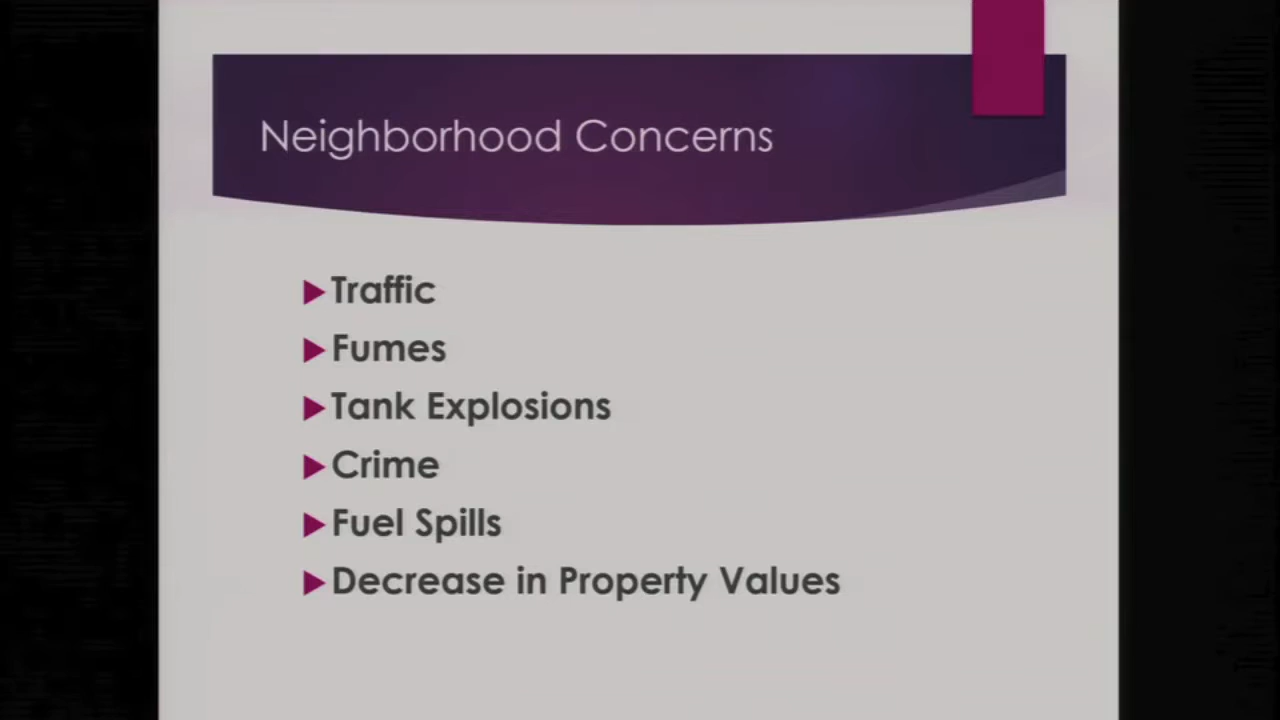 Neighborhood Concerns
Traffic
Fumes
Tank Explosions
Crime
Fuel Spills
Decrease in Property Values